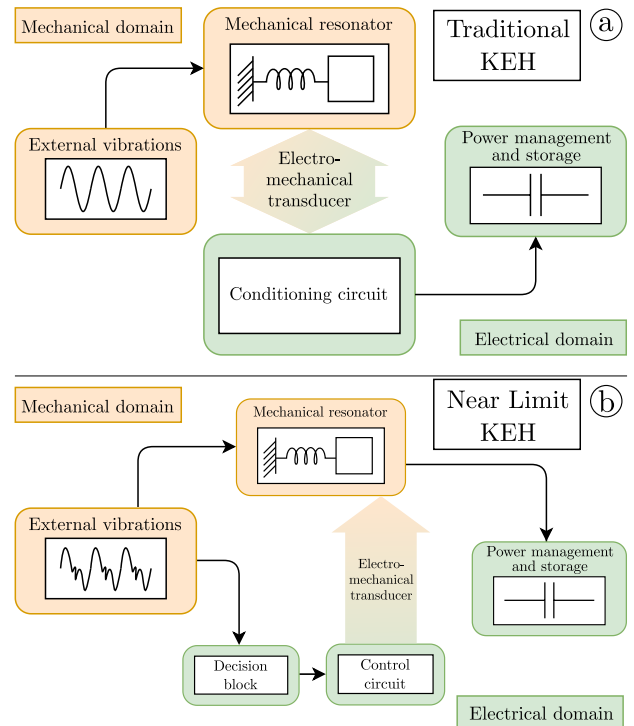 Mechanical domain
Mechanical resonator
Traditional
KEH
a
External vibrations
Electro-
mechanical
transducer
Power management
and storage
Conditioning circuit
Electrical domain
Mechanical domain
Mechanical resonator
Near Limit
KEH
b
External vibrations
Electro-
mechanical
transducer
Power management
and storage
Decision
block
Control
circuit
Electrical domain